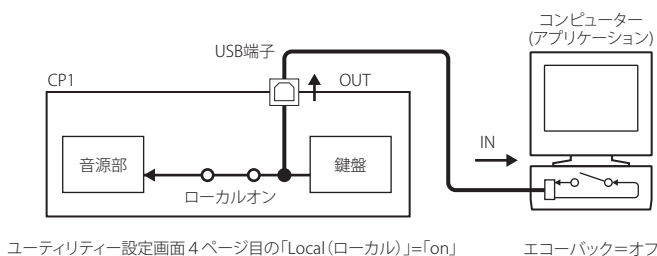 コンピューター
(アプリケーション)
USB端子
CP1
OUT
IN
音源部
鍵盤
ローカルオン
ユーティリティー設定画面4ページ目の「Local(ローカル)」=「on」
エコーバック=オフ